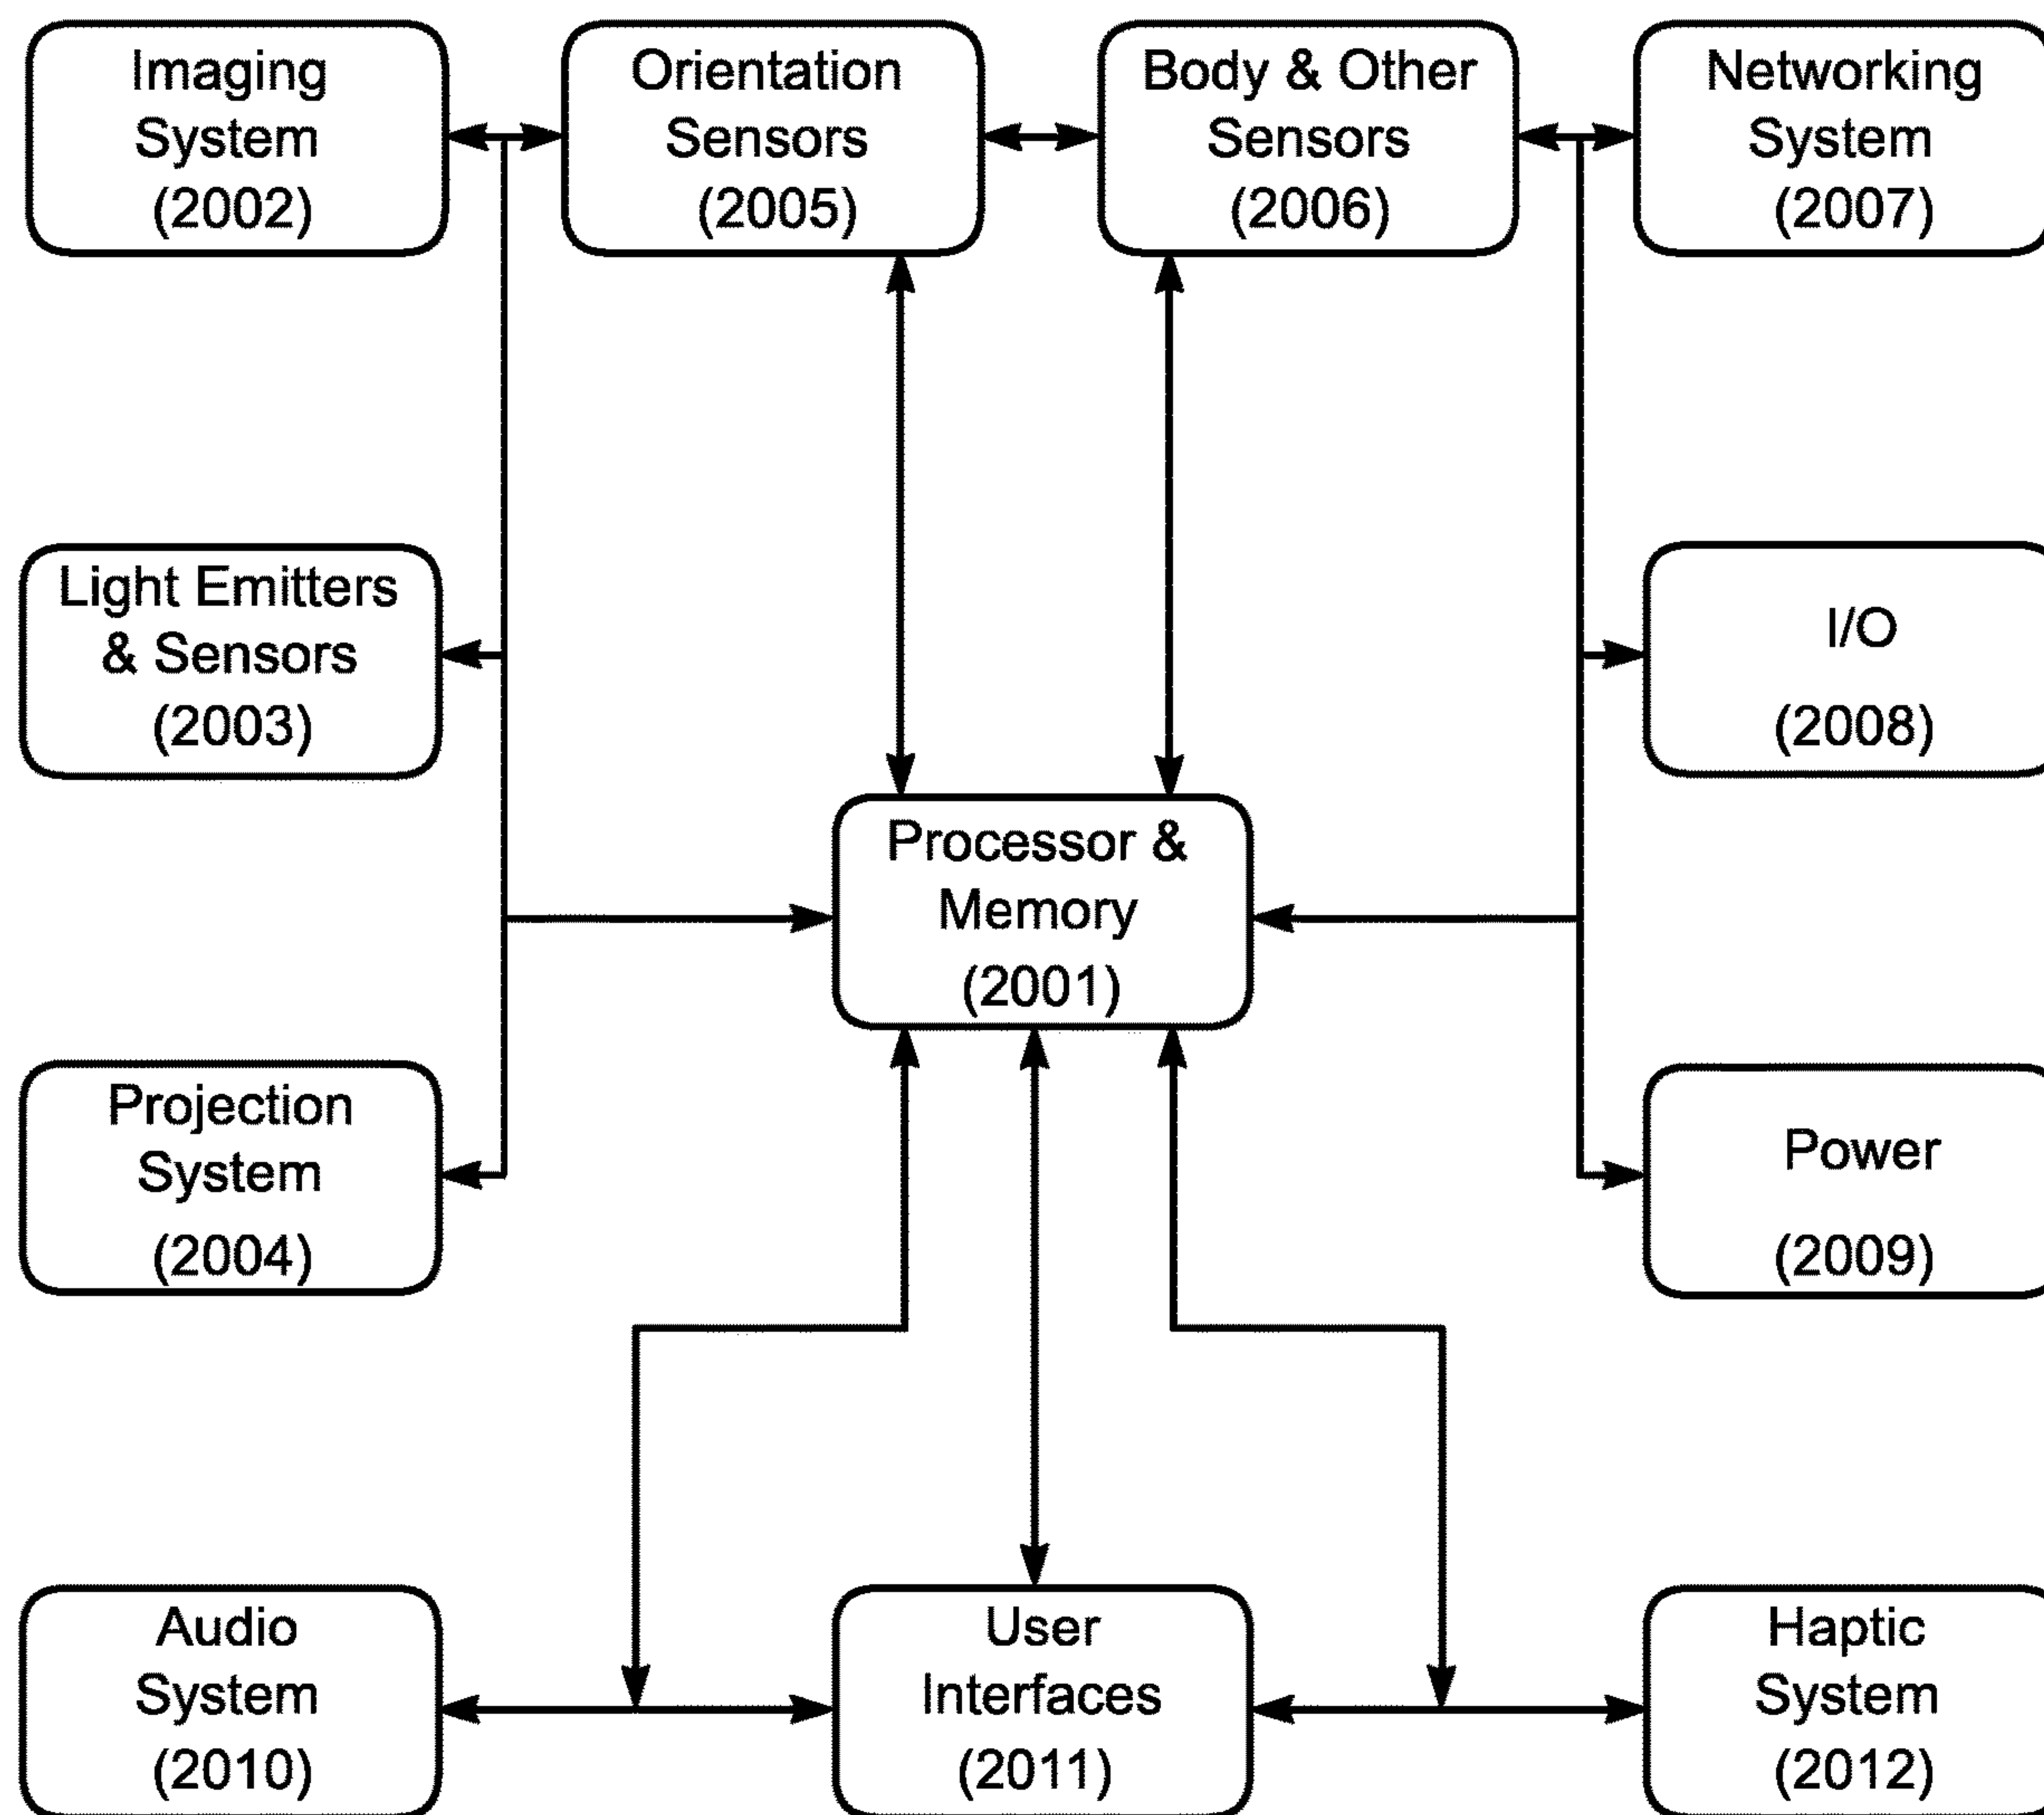 Imaging
System
(2002)
Orientation
Sensors
(2005)
Body & Other
Sensors
(2006)
Networking
System
(2007)
Light Emitters
& Sensors
(2003)
I/O
(2008)
Processor &
Memory
(2001)
Projection
System
(2004)
Power
(2009)
Audio
System
(2010)
User
Interfaces
(2011)
Haptic
System
(2012)